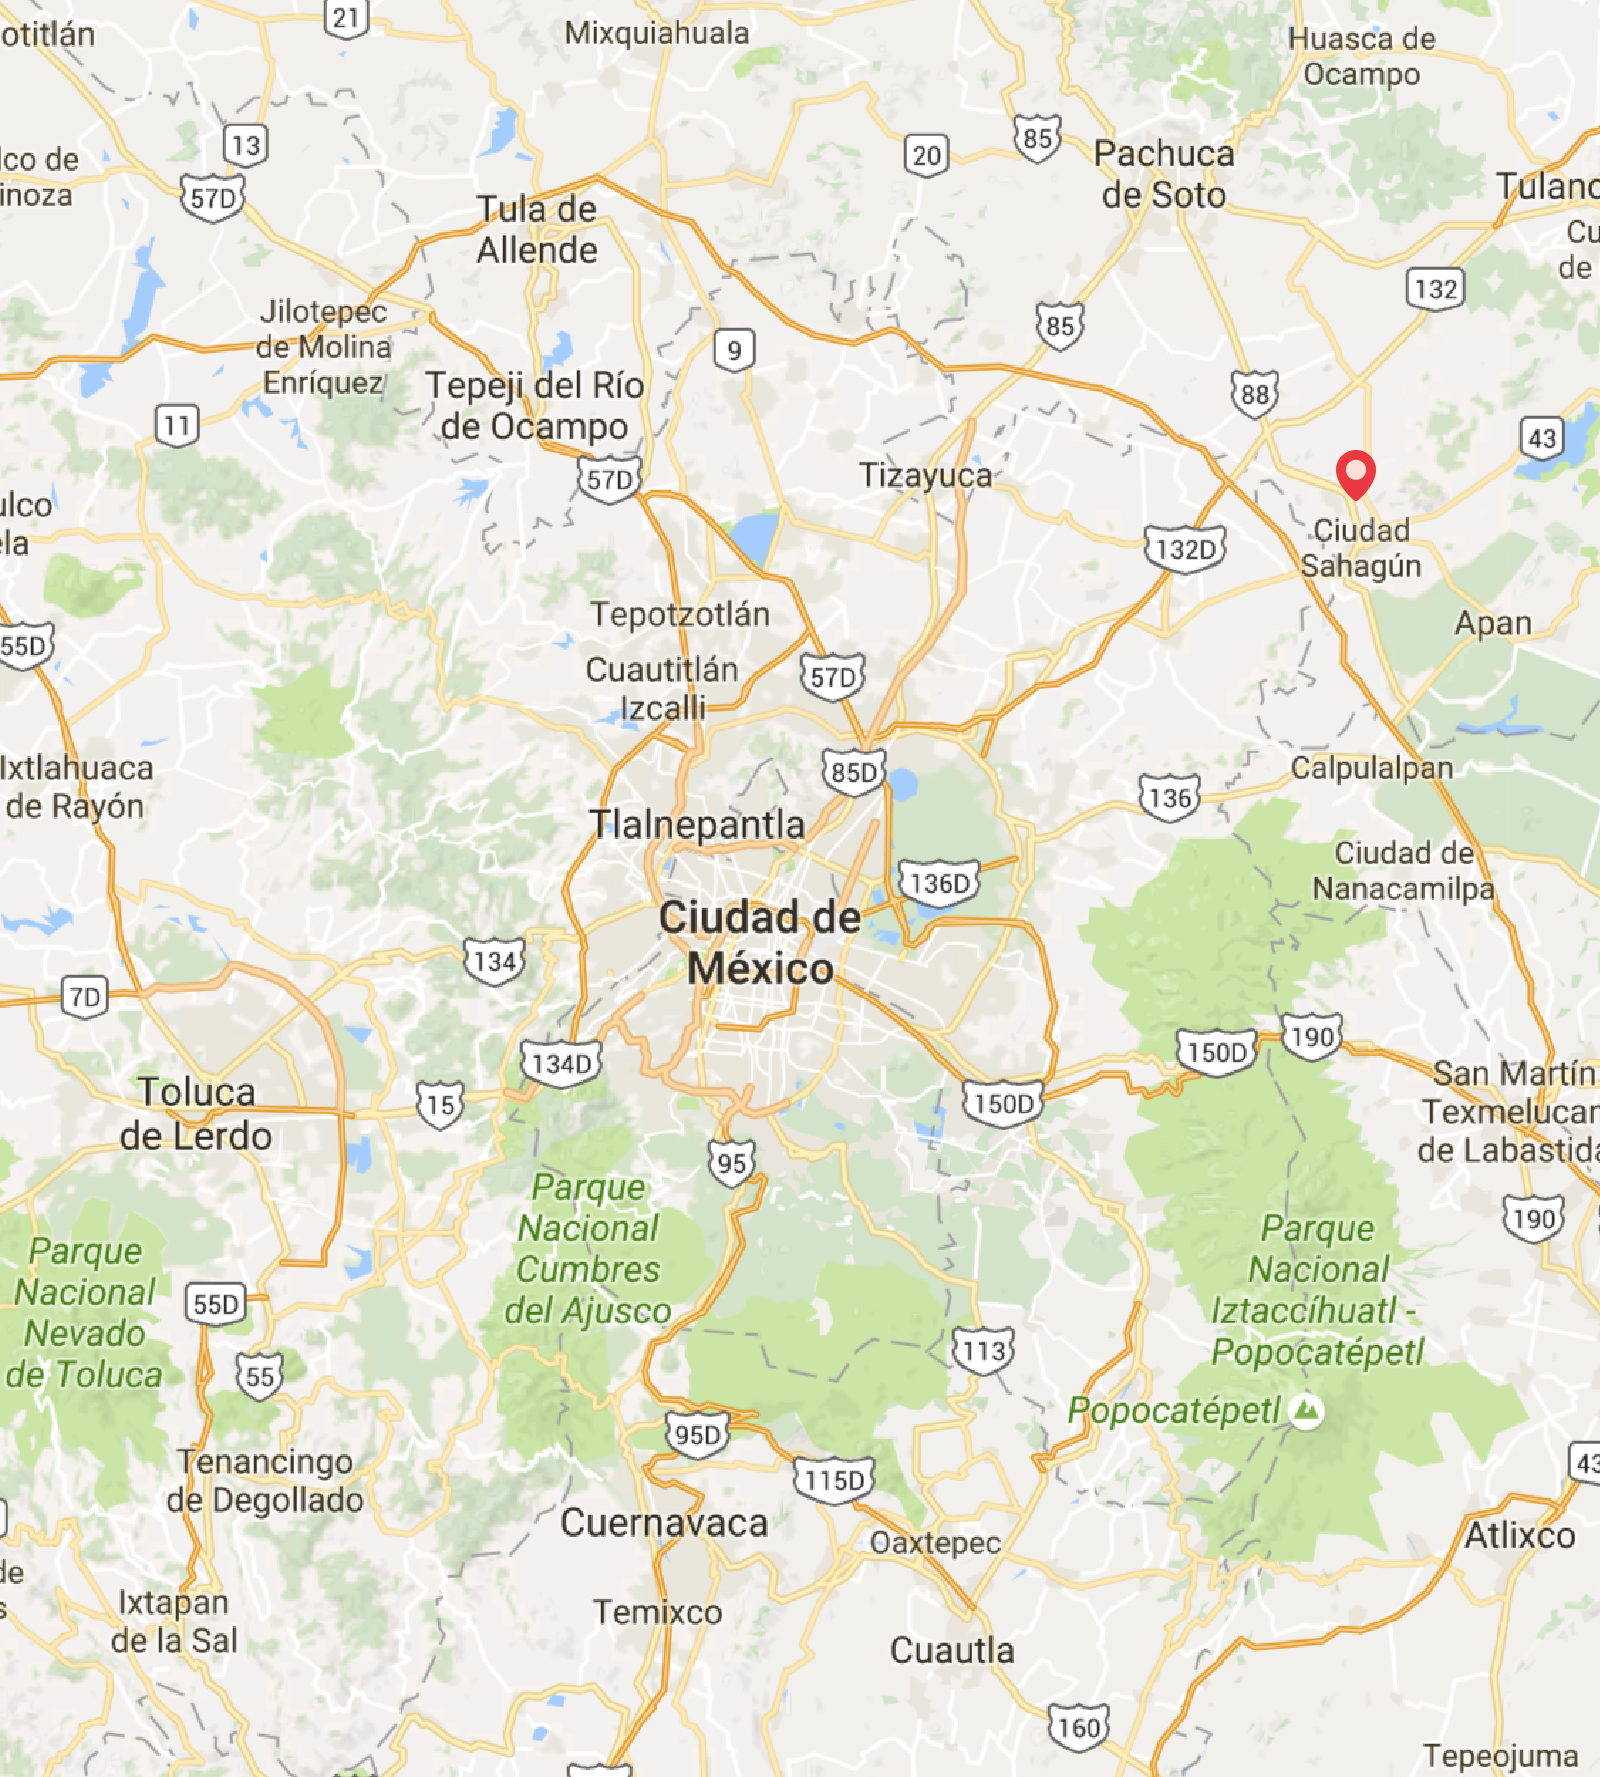 otitlán
21
Mixquiahuala
Huasca de
Ocampo
13
lco de
inoza
57D
20
85
Pachuca
de Soto
Tulanc
Tula de
Allende
Cu
de
132
Jilotepec
de Molina
Enríquez
9
85
Tepeji del Río
de Ocampo
88
11
43
57D
Tizayuca
ulco
ela
132D
Ciudad
Sahagún
Tepotzotlán
Apan
55D
Cuautitlán
Izcalli
57D
Ixtlahuaca
de Rayón
85D
136
Calpulalpan
Tlalnepantla
136D
Ciudad de
Nanacamilpa
Ciudad de
México
134
7D
134D
150D
190
Toluca
de Lerdo
15
150D
San Martín
Texmelucan
de Labastida
95
Parque
Nacional
Cumbres
del Ajusco
190
Parque
Nacional
Nevado
de Toluca
Parque
Nacional
Iztaccíhuatl -
Popocatépetl
55D
55
113
Popocatépetl
95D
Tenancingo
de Degollado
115D
43
Cuernavaca
Oaxtepec
Atlixco
de
s
Ixtapan
de la Sal
Temixco
Cuautla
160
Tepeojuma